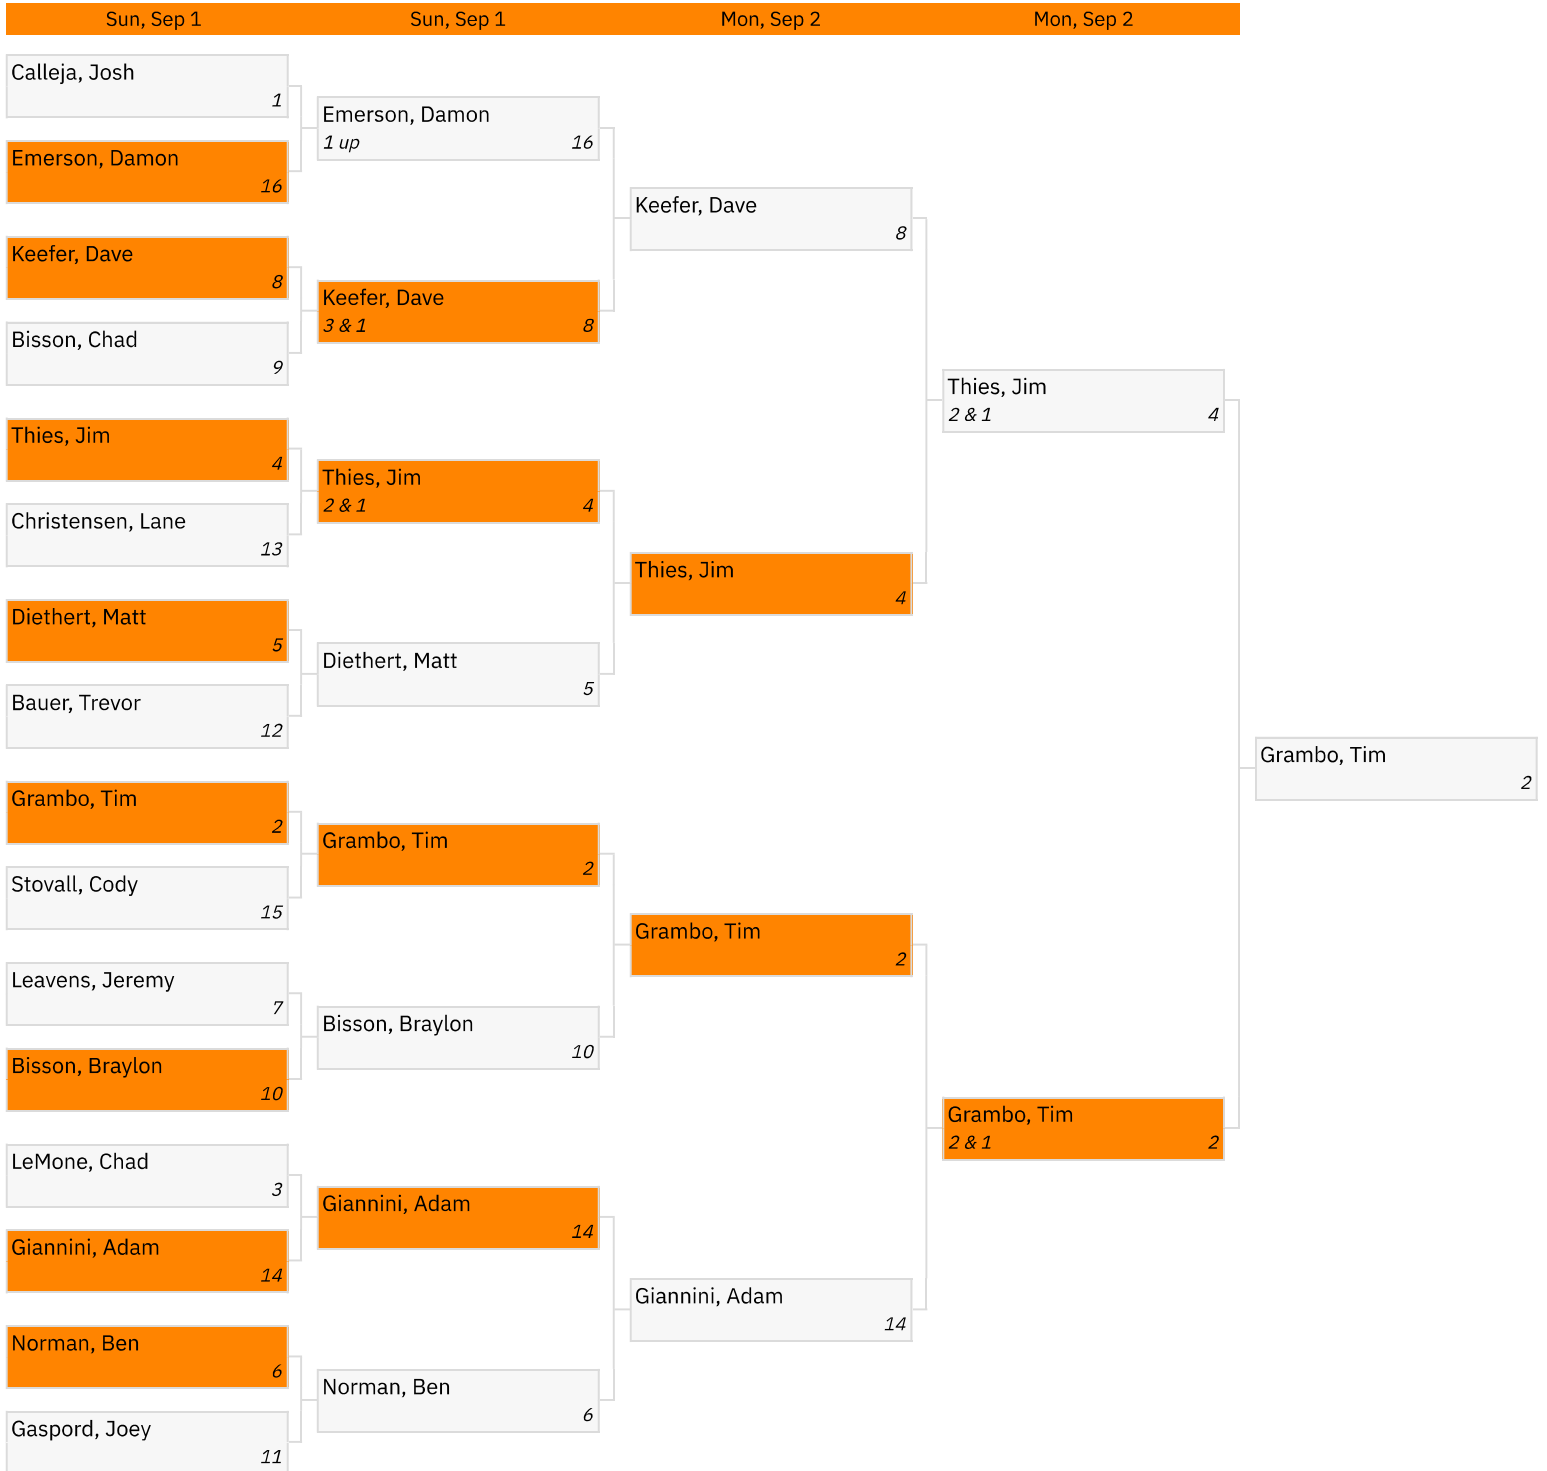 Sun, Sep 1
Sun, Sep 1
Mon, Sep 2
Mon, Sep 2
Calleja, Josh
1
Emerson, Damon
16
Keefer, Dave
8
Bisson, Chad
9
Thies, Jim
4
Christensen, Lane
13
Diethert, Matt
5
Bauer, Trevor
12
Grambo, Tim
2
Stovall, Cody
15
Leavens, Jeremy
7
Bisson, Braylon
10
LeMone, Chad
3
Giannini, Adam
14
Norman, Ben
6
Gaspord, Joey
11
Emerson, Damon
1 up 16
Keefer, Dave
3 & 1 8
Thies, Jim
2 & 1 4
Diethert, Matt
5
Grambo, Tim
2
Bisson, Braylon
10
Giannini, Adam
14
Norman, Ben
6
Keefer, Dave
8
Thies, Jim
4
Grambo, Tim
2
Giannini, Adam
14
Thies, Jim
2 & 1 4
Grambo, Tim
2 & 1 2
Grambo, Tim
2